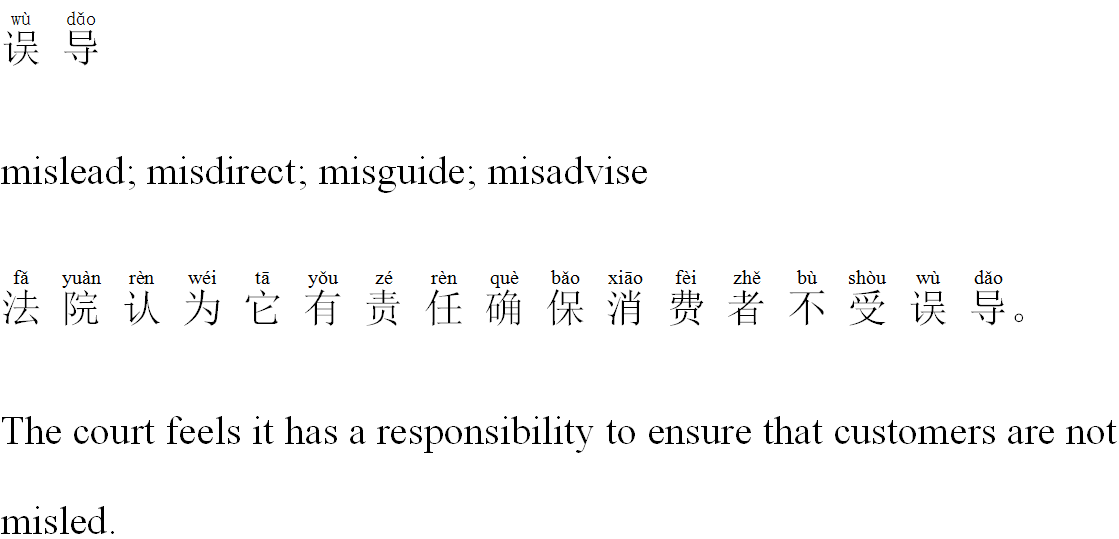 wù dǎo
误导
mislead; misdirect; misguide; misadvise
fǎ yuàn rèn wéi tā yǒu zé rèn què bǎo xiāo fèi zhě bù shòu wù dǎo
法院认为它有责任确保消费者不受误导。
The court feels it has a responsibility to ensure that customers are not
misled.